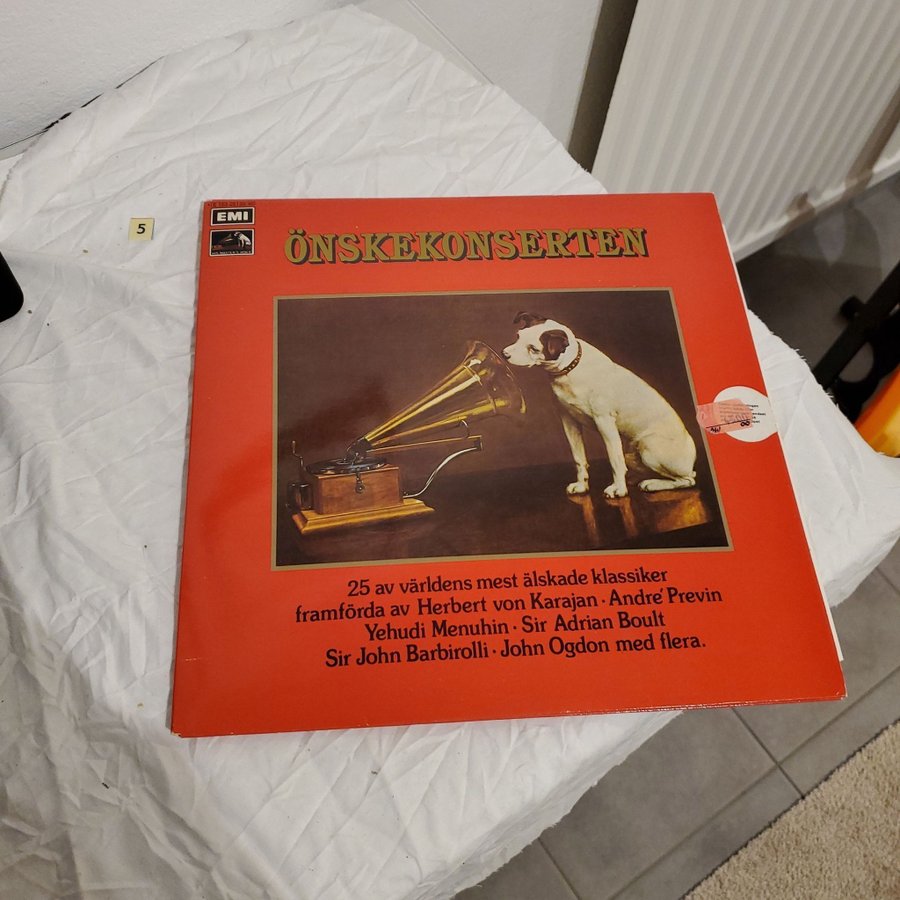 5
EMI
ÖNSKEKONSERTEN
25 av världens mest älskade klassiker
framförda av Herbert von Karajan · André Previn
Yehudi Menuhin · Sir Adrian Boult
Sir John Barbirolli · John Ogdon med flera.